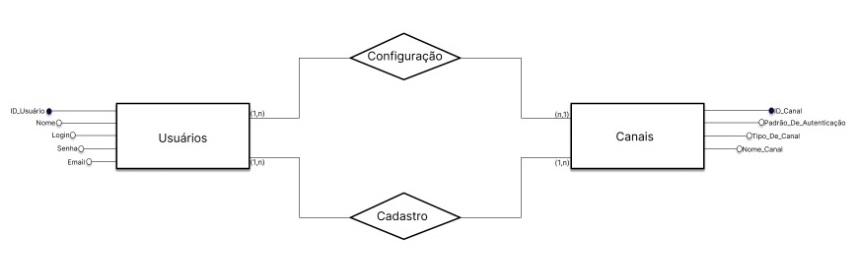 Configuração
ID_Usuário
Nome
Login
Senha
Email
Usuários
(1,n)
(1,n)
(n,1)
(1,n)
Canais
ID_Canal
Padrão_De_Autenticação
Tipo_De_Canal
Nome_Canal
Cadastro